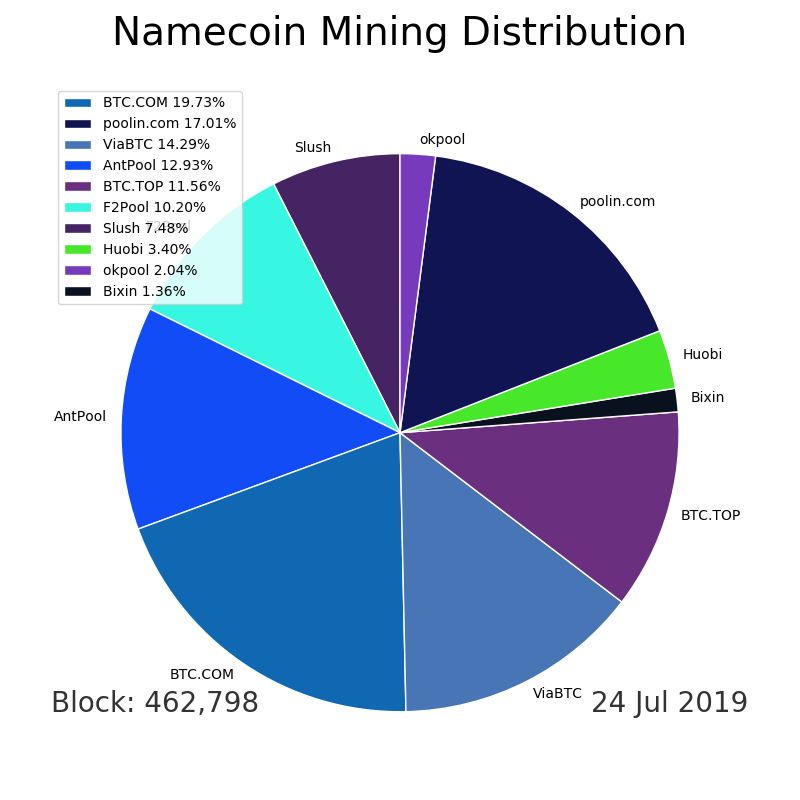 Namecoin Mining Distribution
BTC.COM 19.73%
poolin.com 17.01%
ViaBTC 14.29%
AntPool 12.93%
BTC.TOP 11.56%
F2Pool 10.20%
Slush 7.48%
Huobi 3.40%
okpool 2.04%
Bixin 1.36%
okpool
Slush
poolin.com
Huobi
Bixin
AntPool
BTC.TOP
BTC.COM
ViaBTC
Block: 462,798
24 Jul 2019